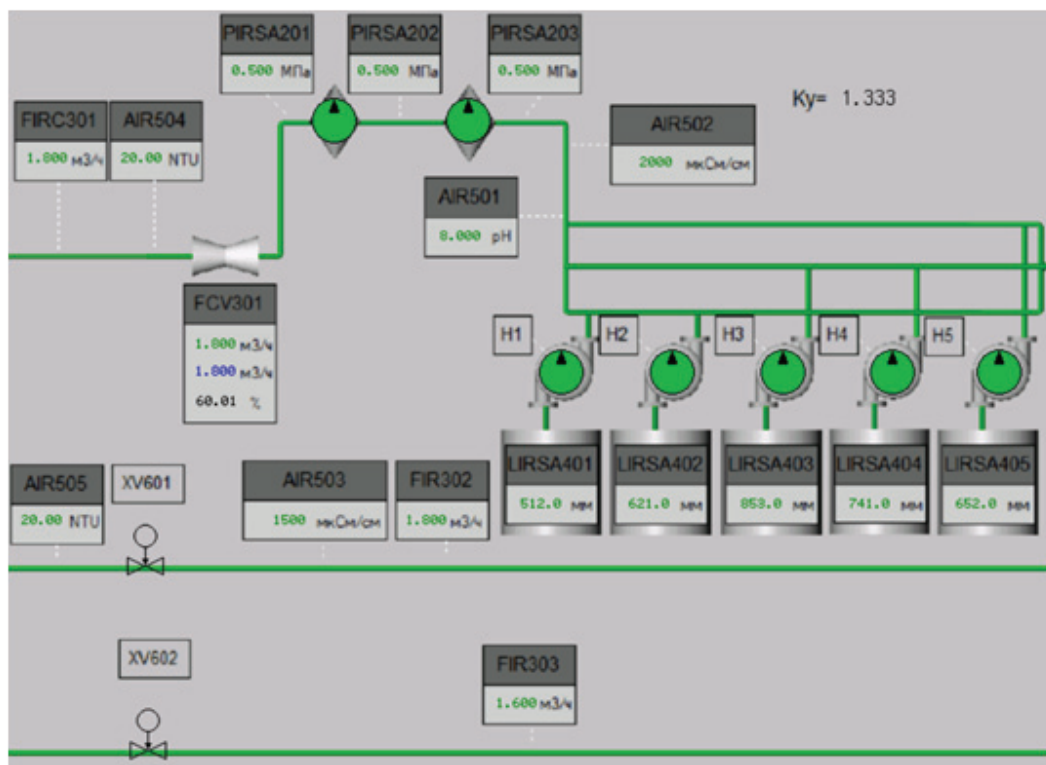 PIRSA201
0.500 МПа
PIRSA202
0.500 МПа
PIRSA203
0.500 МПа
Ky= 1.333
FIRC301
1.800 м3/ч
AIR504
20.00 NTU
AIR502
2000 мкСм/см
AIR501
8.000 pH
FCV301
1.800 м3/ч
1.800 м3/ч
60.01 %
H1
H2
H3
H4
H5
LIRSA401
512.0 мм
LIRSA402
621.0 мм
LIRSA403
853.0 мм
LIRSA404
741.0 мм
LIRSA405
652.0 мм
AIR505
20.00 NTU
XV601
AIR503
1500 мкСм/см
FIR302
1.800 м3/ч
XV602
FIR303
1.600 м3/ч